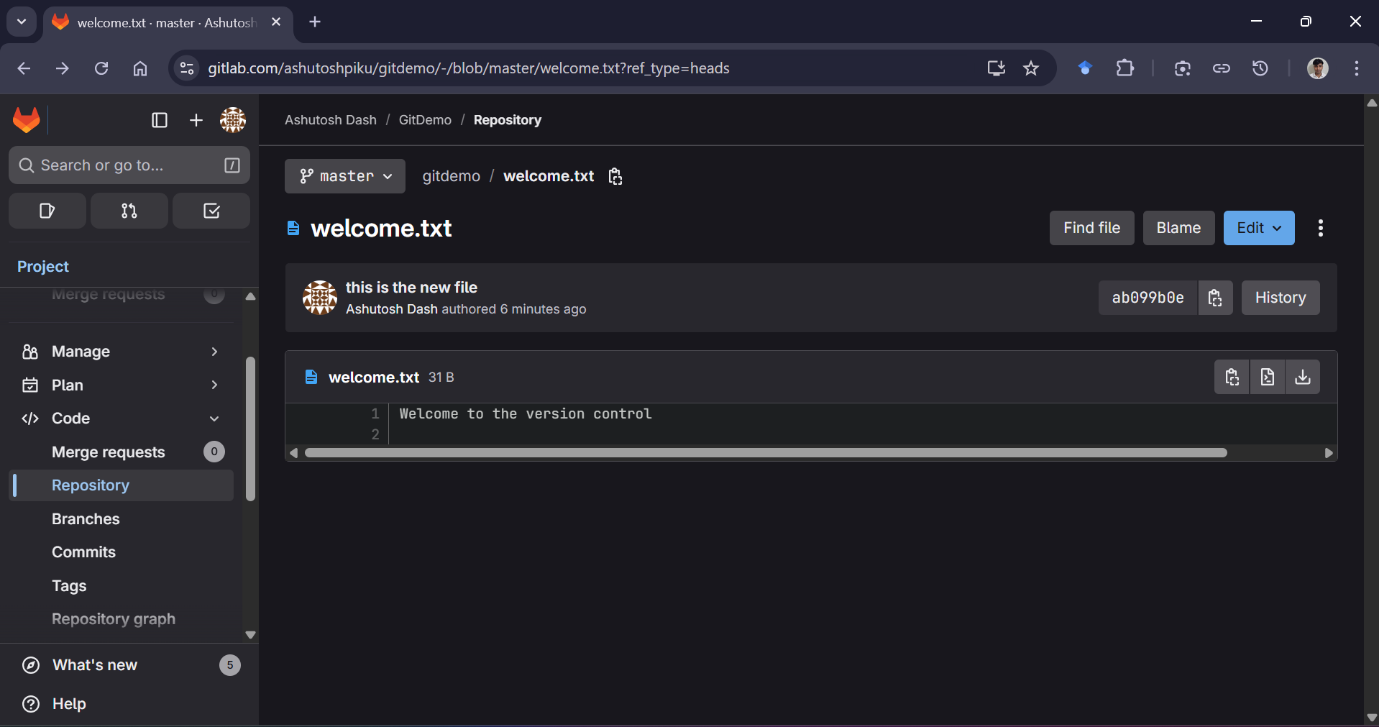 welcome.txt · master · Ashutosh
gitlab.com/ashutoshpiku/gitdemo/-/blob/master/welcome.txt?ref_type=heads
Ashutosh Dash / GitDemo / Repository
Search or go to... /
master
gitdemo / welcome.txt
welcome.txt
Find file
Blame
Edit
Project
Merge requests 0
this is the new file
Ashutosh Dash authored 6 minutes ago
ab099b0e
History
Manage
Plan
Code
Merge requests 0
Repository
Branches
Commits
Tags
Repository graph
What's new 5
Help
welcome.txt 31 B
1 Welcome to the version control
2